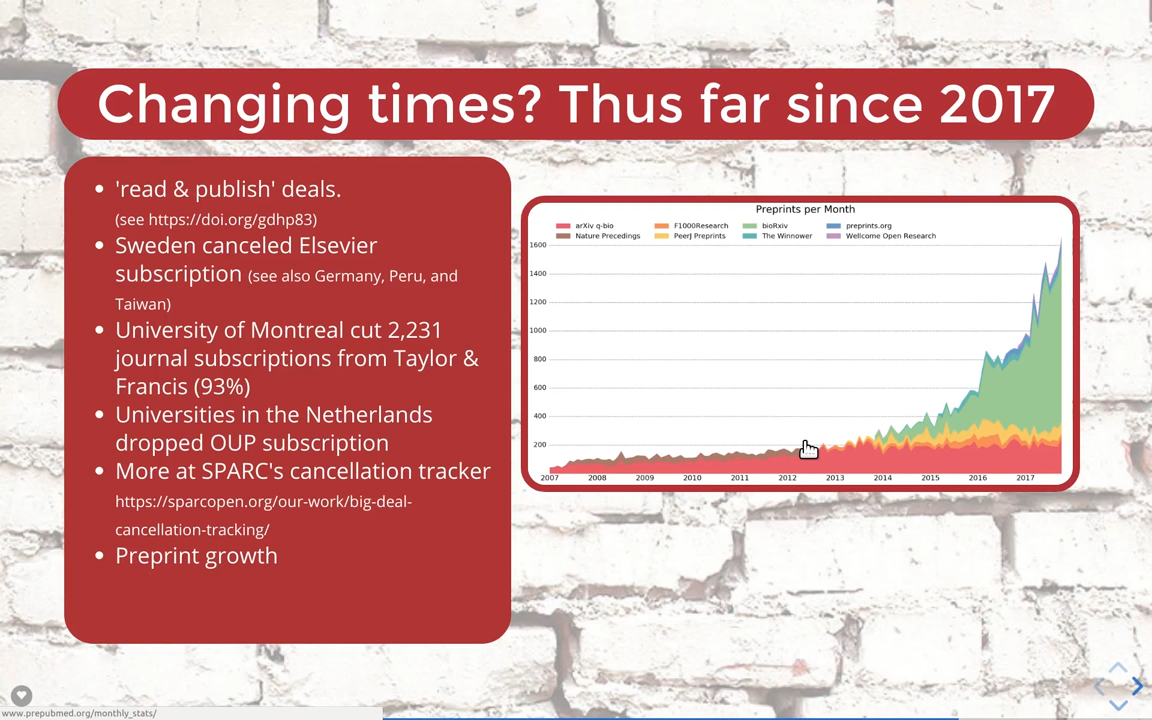 Changing times? Thus far since 2017
'read & publish' deals.
(see https://doi.org/gdhp83)
Sweden canceled Elsevier
subscription (see also Germany, Peru, and
Taiwan)
University of Montreal cut 2,231
journal subscriptions from Taylor &
Francis (93%)
Universities in the Netherlands
dropped OUP subscription
More at SPARC's cancellation tracker
https://sparcopen.org/our-work/big-deal-
cancellation-tracking/
Preprint growth
Preprints per Month
arXiv q-bio F1000Research bioRxiv preprints.org
Nature Precedings PeerJ Preprints The Winnower Wellcome Open Research
1600
1400
1200
1000
800
600
400
200
2007 2008 2009 2010 2011 2012 2013 2014 2015 2016 2017
www.prepubmed.org/monthly_stats/